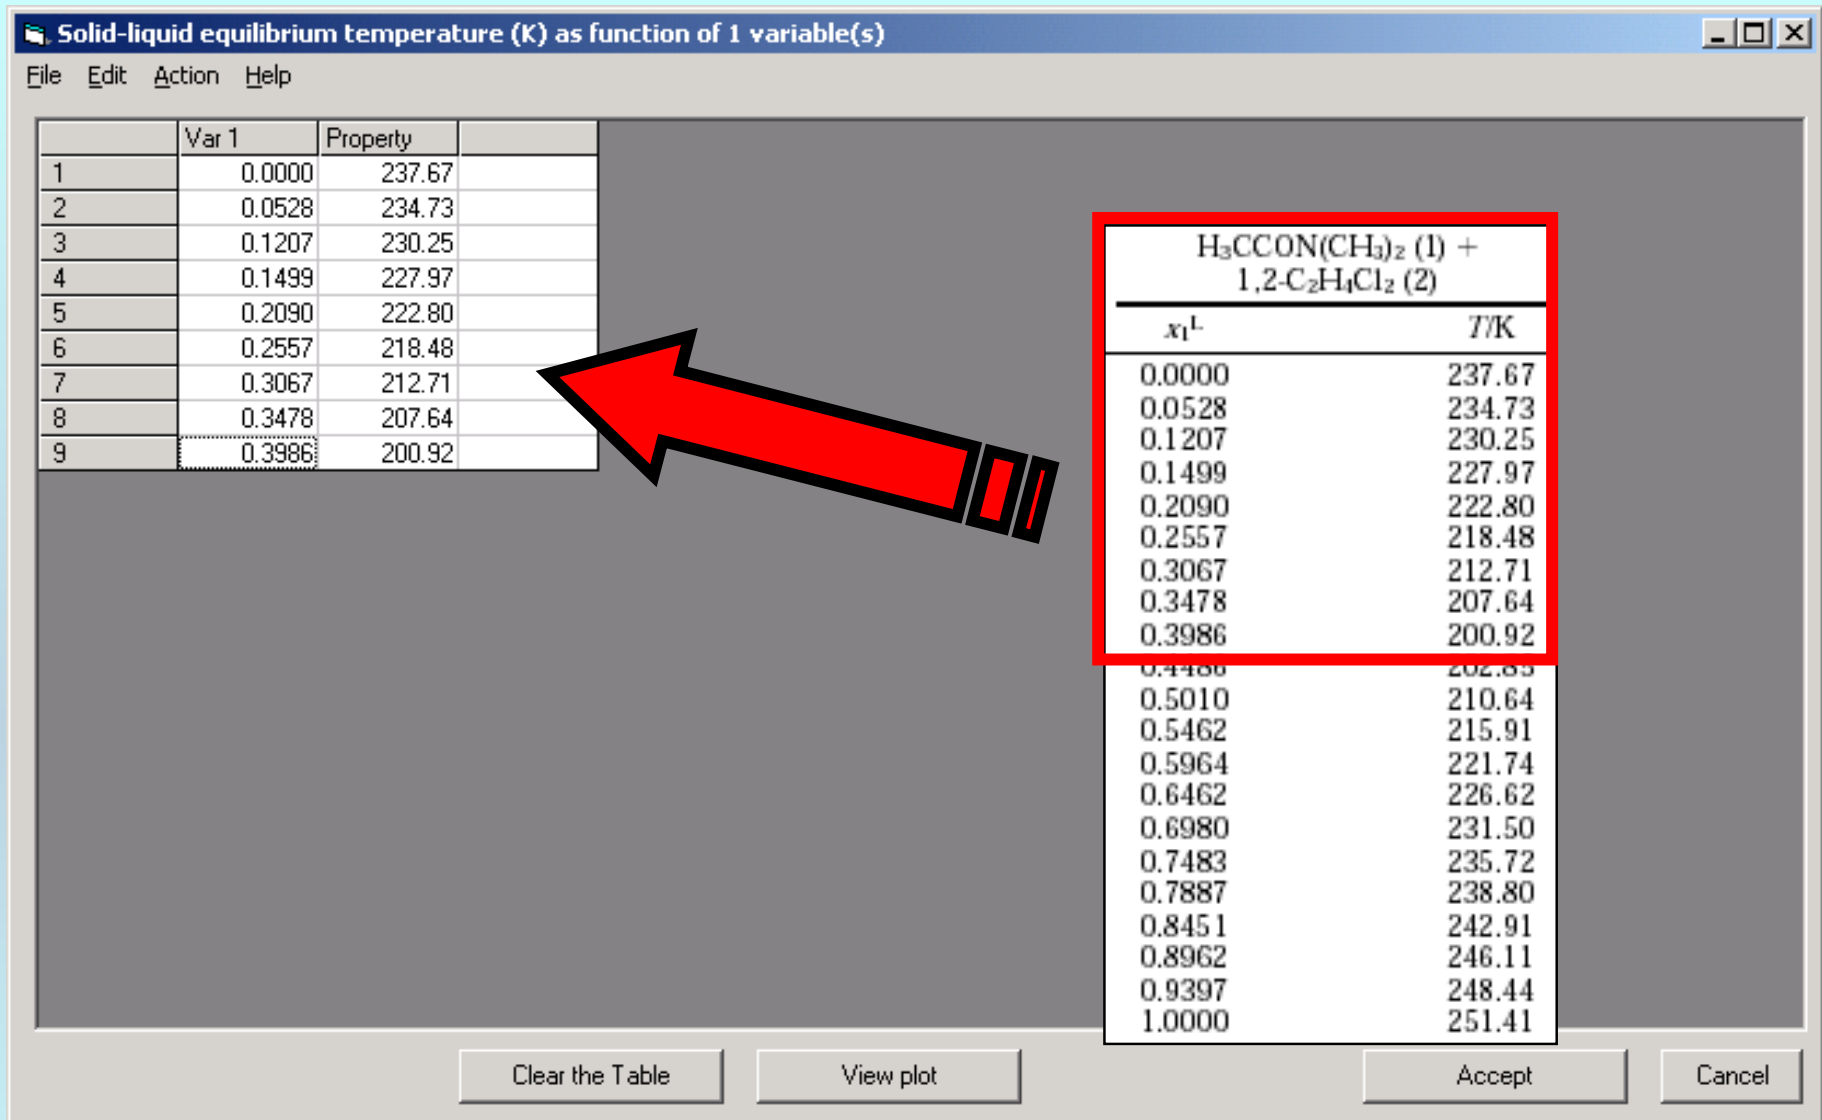 Solid-liquid equilibrium temperature (K) as function of 1 variable(s)
File Edit Action Help
Var 1 Property
1 0.0000 237.67
2 0.0528 234.73
3 0.1207 230.25
4 0.1499 227.97
5 0.2090 222.80
6 0.2557 218.48
7 0.3067 212.71
8 0.3478 207.64
9 0.3986 200.92
H₃CCON(CH₃)₂ (1) +
1,2-C₂H₄Cl₂ (2)
x₁ᴸ T/K
0.0000 237.67
0.0528 234.73
0.1207 230.25
0.1499 227.97
0.2090 222.80
0.2557 218.48
0.3067 212.71
0.3478 207.64
0.3986 200.92
0.4486 202.85
0.5010 210.64
0.5462 215.91
0.5964 221.74
0.6462 226.62
0.6980 231.50
0.7483 235.72
0.7887 238.80
0.8451 242.91
0.8962 246.11
0.9397 248.44
1.0000 251.41
Clear the Table View plot Accept Cancel